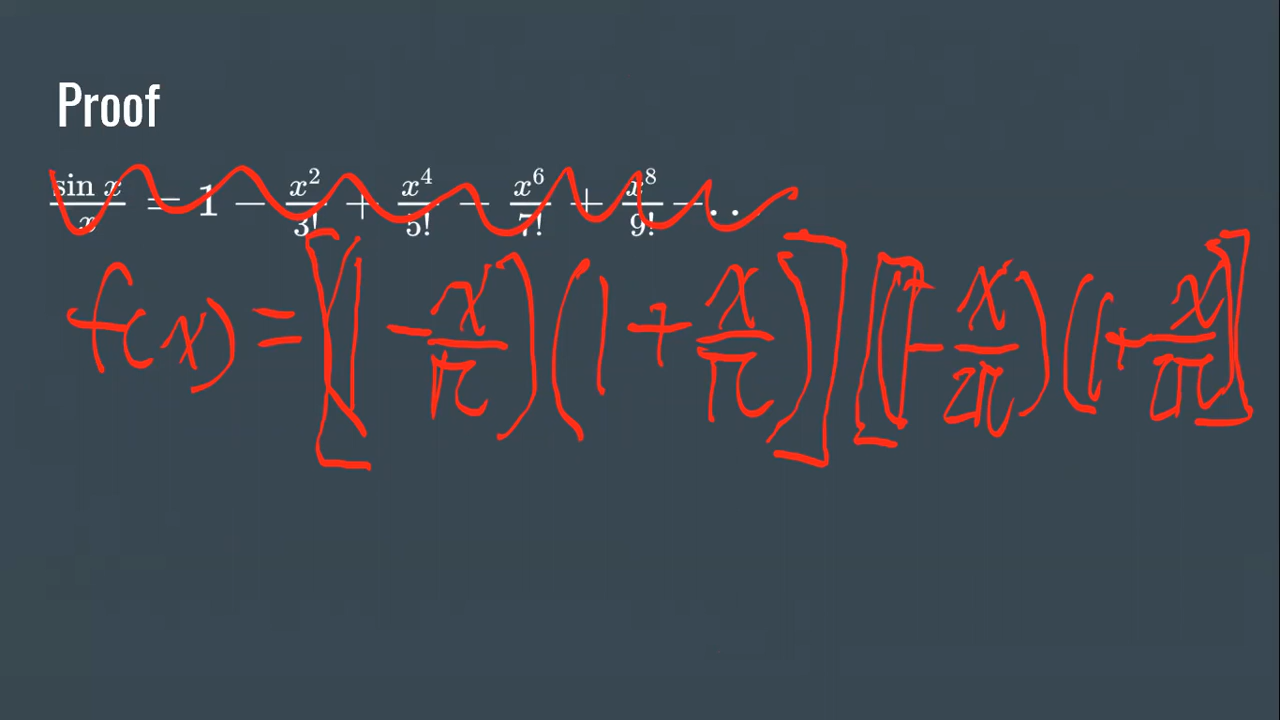 Proof
sin x / x = 1 − x²/3! + x⁴/5! − x⁶/7! + x⁸/9! − . . .
f(x) = [(1 − x/π)(1 + x/π)] [(1 − x/2π)(1 + x/2π)]